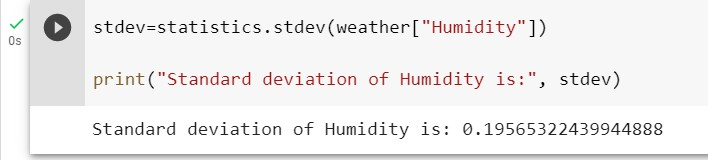 stdev=statistics.stdev(weather["Humidity"])
0s
print("Standard deviation of Humidity is:", stdev)
Standard deviation of Humidity is: 0.19565322439944888